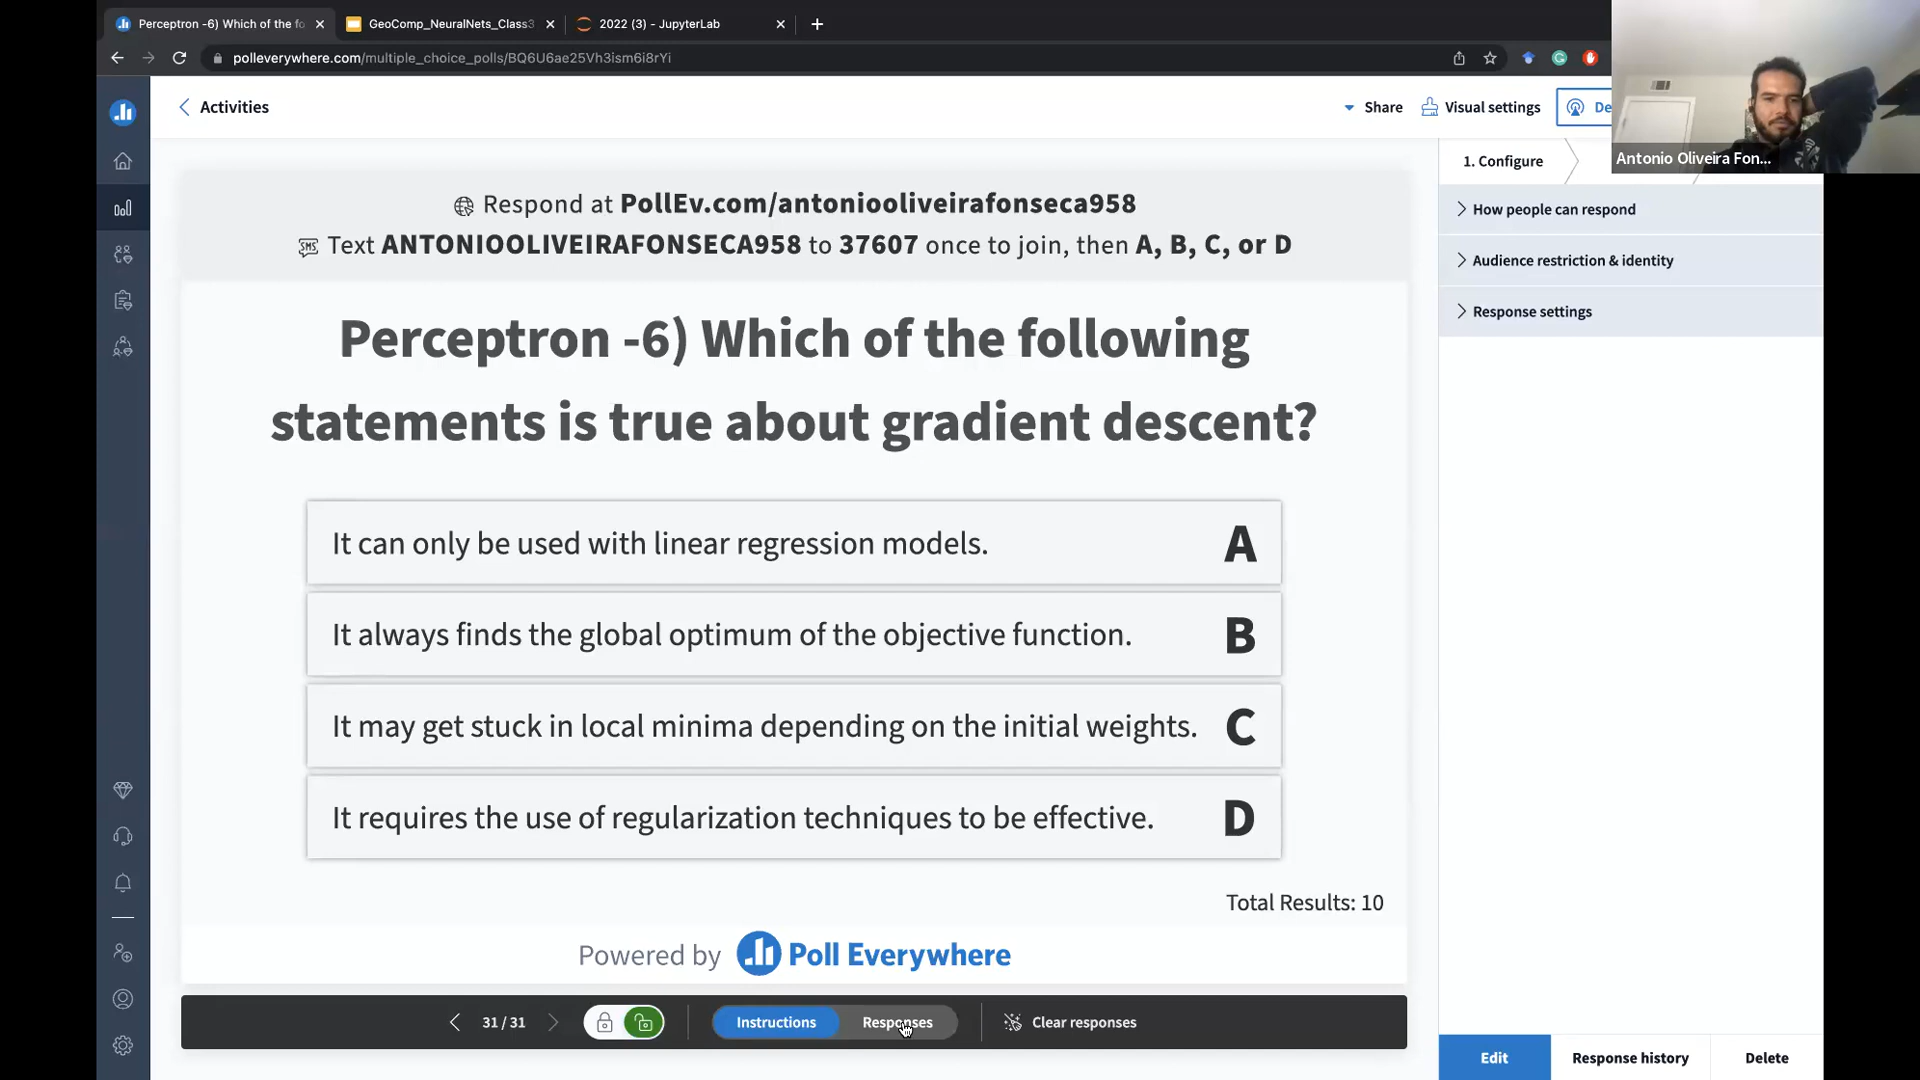 Perceptron -6) Which of the fo
GeoComp_NeuralNets_Class3
2022 (3) - JupyterLab
polleverywhere.com/multiple_choice_polls/BQ6U6ae25Vh3ism6i8rYi
Activities
Share
Visual settings
De
Antonio Oliveira Fon...
1. Configure
How people can respond
Audience restriction & identity
Response settings
Respond at PollEv.com/antoniooliveirafonseca958
SMS
Text ANTONIOOLIVEIRAFONSECA958 to 37607 once to join, then A, B, C, or D
Perceptron -6) Which of the following
statements is true about gradient descent?
It can only be used with linear regression models. A
It always finds the global optimum of the objective function. B
It may get stuck in local minima depending on the initial weights. C
It requires the use of regularization techniques to be effective. D
Total Results: 10
Powered by Poll Everywhere
31 / 31
Instructions
Responses
Clear responses
Edit
Response history
Delete